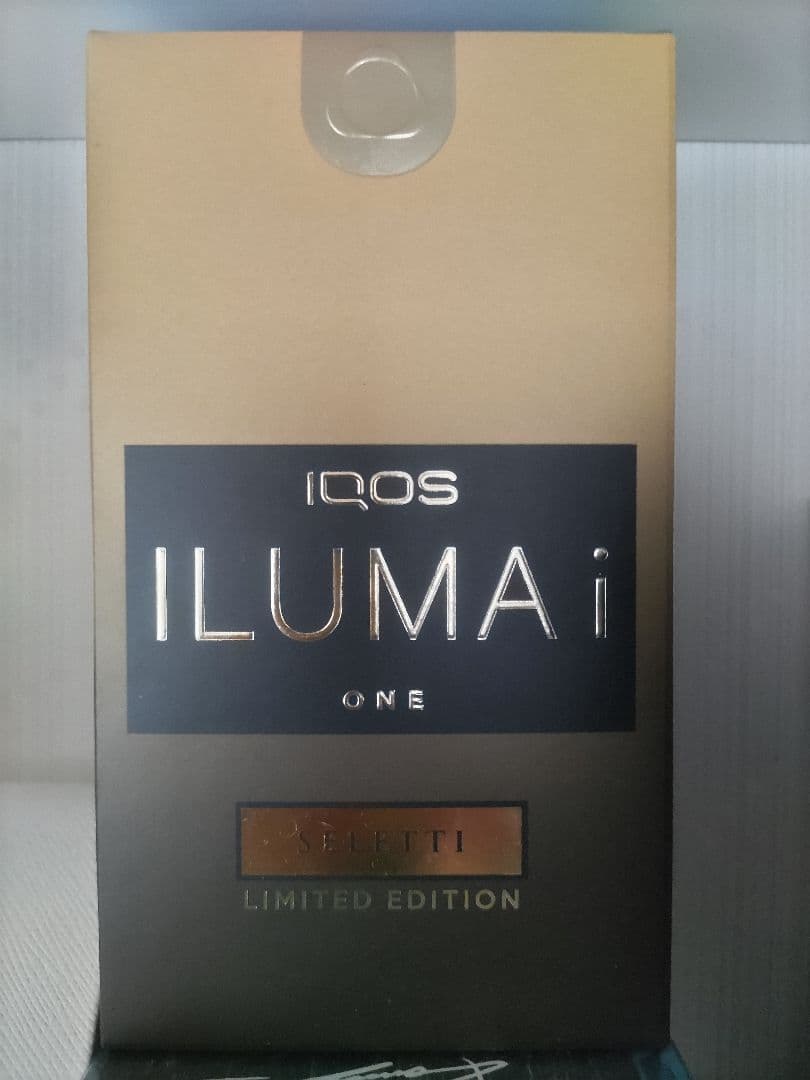 IQOS
ILUMA i
ONE
SELETTI
LIMITED EDITION